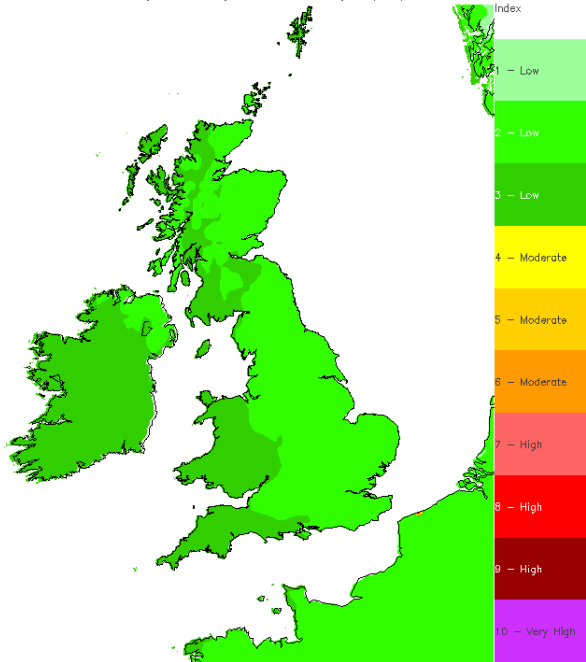 Index
1 - Low
2 - Low
3 - Low
4 - Moderate
5 - Moderate
6 - Moderate
7 - High
8 - High
9 - High
10 - Very High